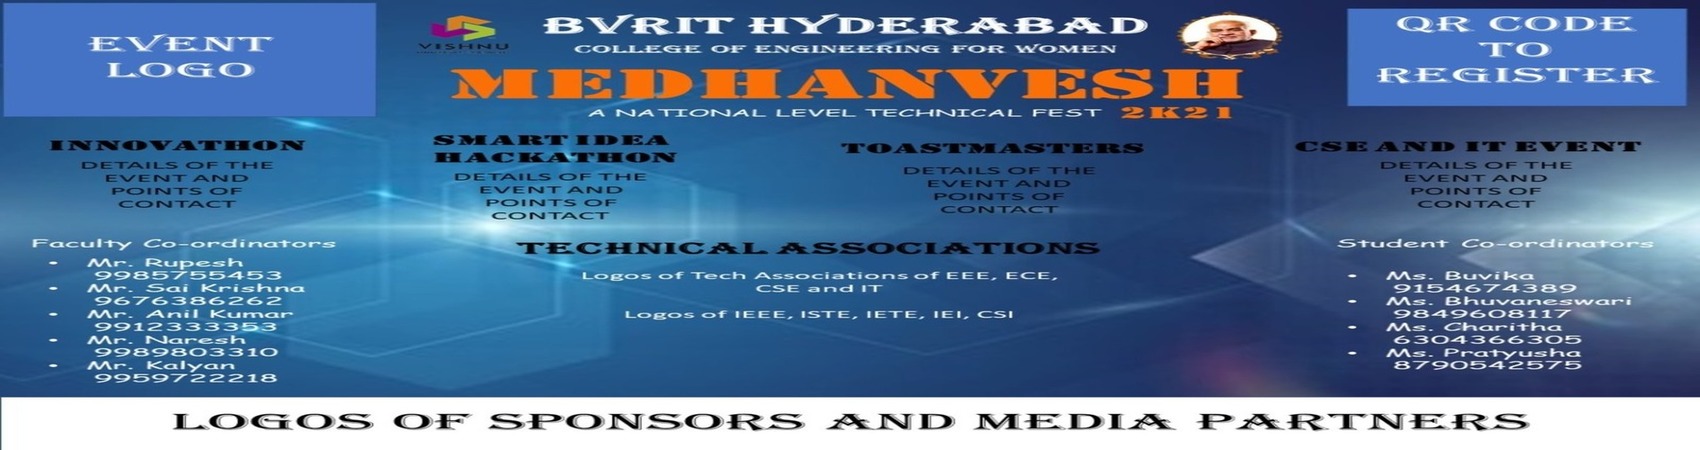 EVENT
LOGO
VISHNU
BVRIT HYDERABAD
COLLEGE OF ENGINEERING FOR WOMEN
MEDHANVESH
A NATIONAL LEVEL TECHNICAL FEST 2K21
QR CODE
TO
REGISTER
INNOVATHON
DETAILS OF THE
EVENT AND
POINTS OF
CONTACT
SMART IDEA
HACKATHON
DETAILS OF THE
EVENT AND
POINTS OF
CONTACT
TOASTMASTERS
DETAILS OF THE
EVENT AND
POINTS OF
CONTACT
CSE AND IT EVENT
DETAILS OF THE
EVENT AND
POINTS OF
CONTACT
Faculty Co-ordinators
• Mr. Rupesh
9985755453
• Mr. Sai Krishna
9676386262
• Mr. Anil Kumar
9912333353
• Mr. Naresh
9989803310
• Mr. Kalyan
9959722218
TECHNICAL ASSOCIATIONS
Logos of Tech Associations of EEE, ECE,
CSE and IT
Logos of IEEE, ISTE, IETE, IEI, CSI
Student Co-ordinators
• Ms. Buvika
9154674389
• Ms. Bhuvaneswari
9849608117
• Ms. Charitha
6304366305
• Ms. Pratyusha
8790542575
LOGOS OF SPONSORS AND MEDIA PARTNERS